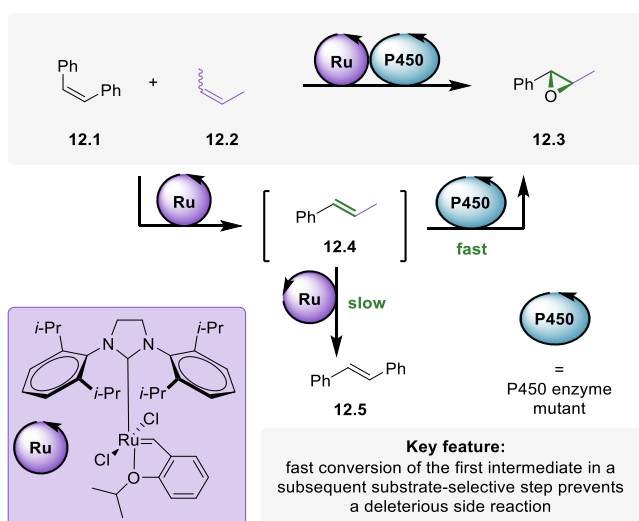 Ph
Ph
+
12.1
12.2
Ru
P450
Ph
O
12.3
Ru
Ph
12.4
P450
fast
Ru
slow
Ph
Ph
12.5
P450
=
P450 enzyme
mutant
i-Pr
i-Pr
N
N
i-Pr
i-Pr
Cl
Ru
Cl
O
Ru
Key feature:
fast conversion of the first intermediate in a
subsequent substrate-selective step prevents
a deleterious side reaction